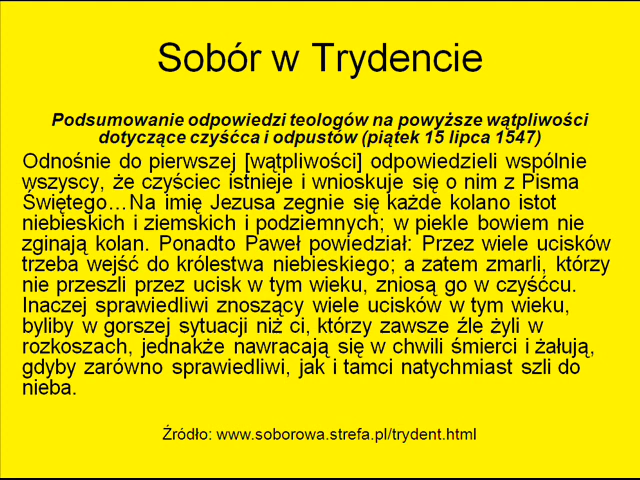 Sobór w Trydencie
Podsumowanie odpowiedzi teologów na powyższe wątpliwości
dotyczące czyśćca i odpustów (piątek 15 lipca 1547)
Odnośnie do pierwszej [wątpliwości] odpowiedzieli wspólnie
wszyscy, że czyściec istnieje i wnioskuje się o nim z Pisma
Świętego…Na imię Jezusa zegnie się każde kolano istot
niebieskich i ziemskich i podziemnych; w piekle bowiem nie
zginają kolan. Ponadto Paweł powiedział: Przez wiele ucisków
trzeba wejść do królestwa niebieskiego; a zatem zmarli, którzy
nie przeszli przez ucisk w tym wieku, zniosą go w czyśćcu.
Inaczej sprawiedliwi znoszący wiele ucisków w tym wieku,
byliby w gorszej sytuacji niż ci, którzy zawsze źle żyli w
rozkoszach, jednakże nawracają się w chwili śmierci i żałują,
gdyby zarówno sprawiedliwi, jak i tamci natychmiast szli do
nieba.
Źródło: www.soborowa.strefa.pl/trydent.html